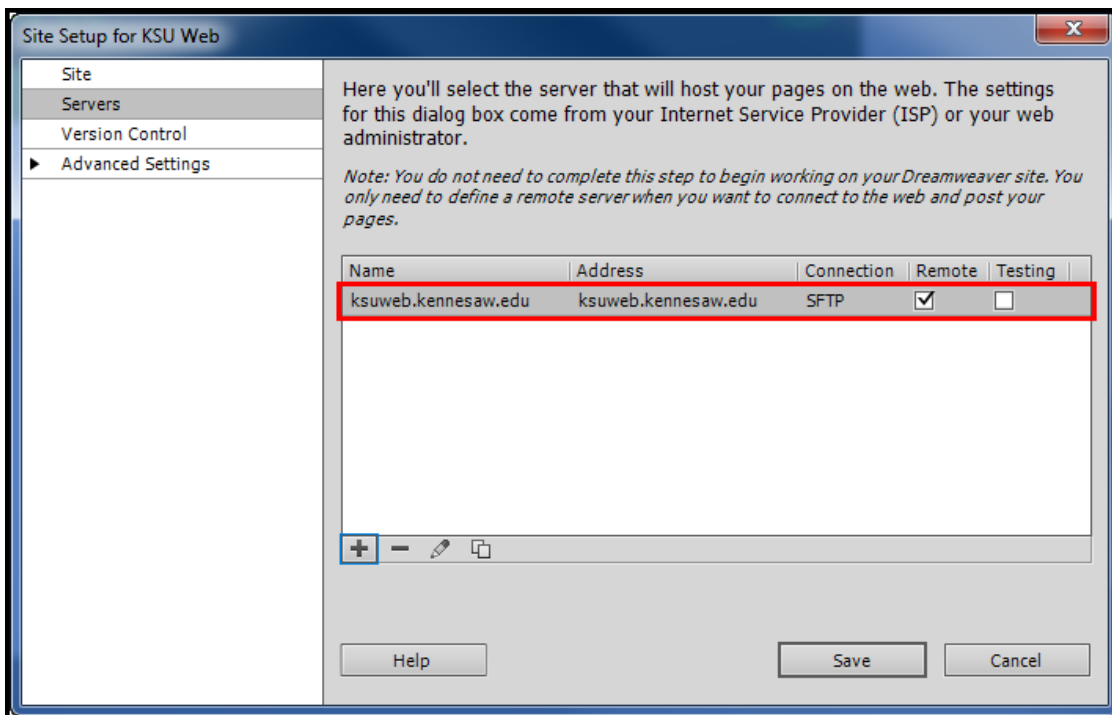 Site Setup for KSU Web
Site
Servers
Version Control
Advanced Settings
Here you'll select the server that will host your pages on the web. The settings
for this dialog box come from your Internet Service Provider (ISP) or your web
administrator.
Note: You do not need to complete this step to begin working on your Dreamweaver site. You
only need to define a remote server when you want to connect to the web and post your
pages.
Name Address Connection Remote Testing
ksuweb.kennesaw.edu ksuweb.kennesaw.edu SFTP
Help Save Cancel